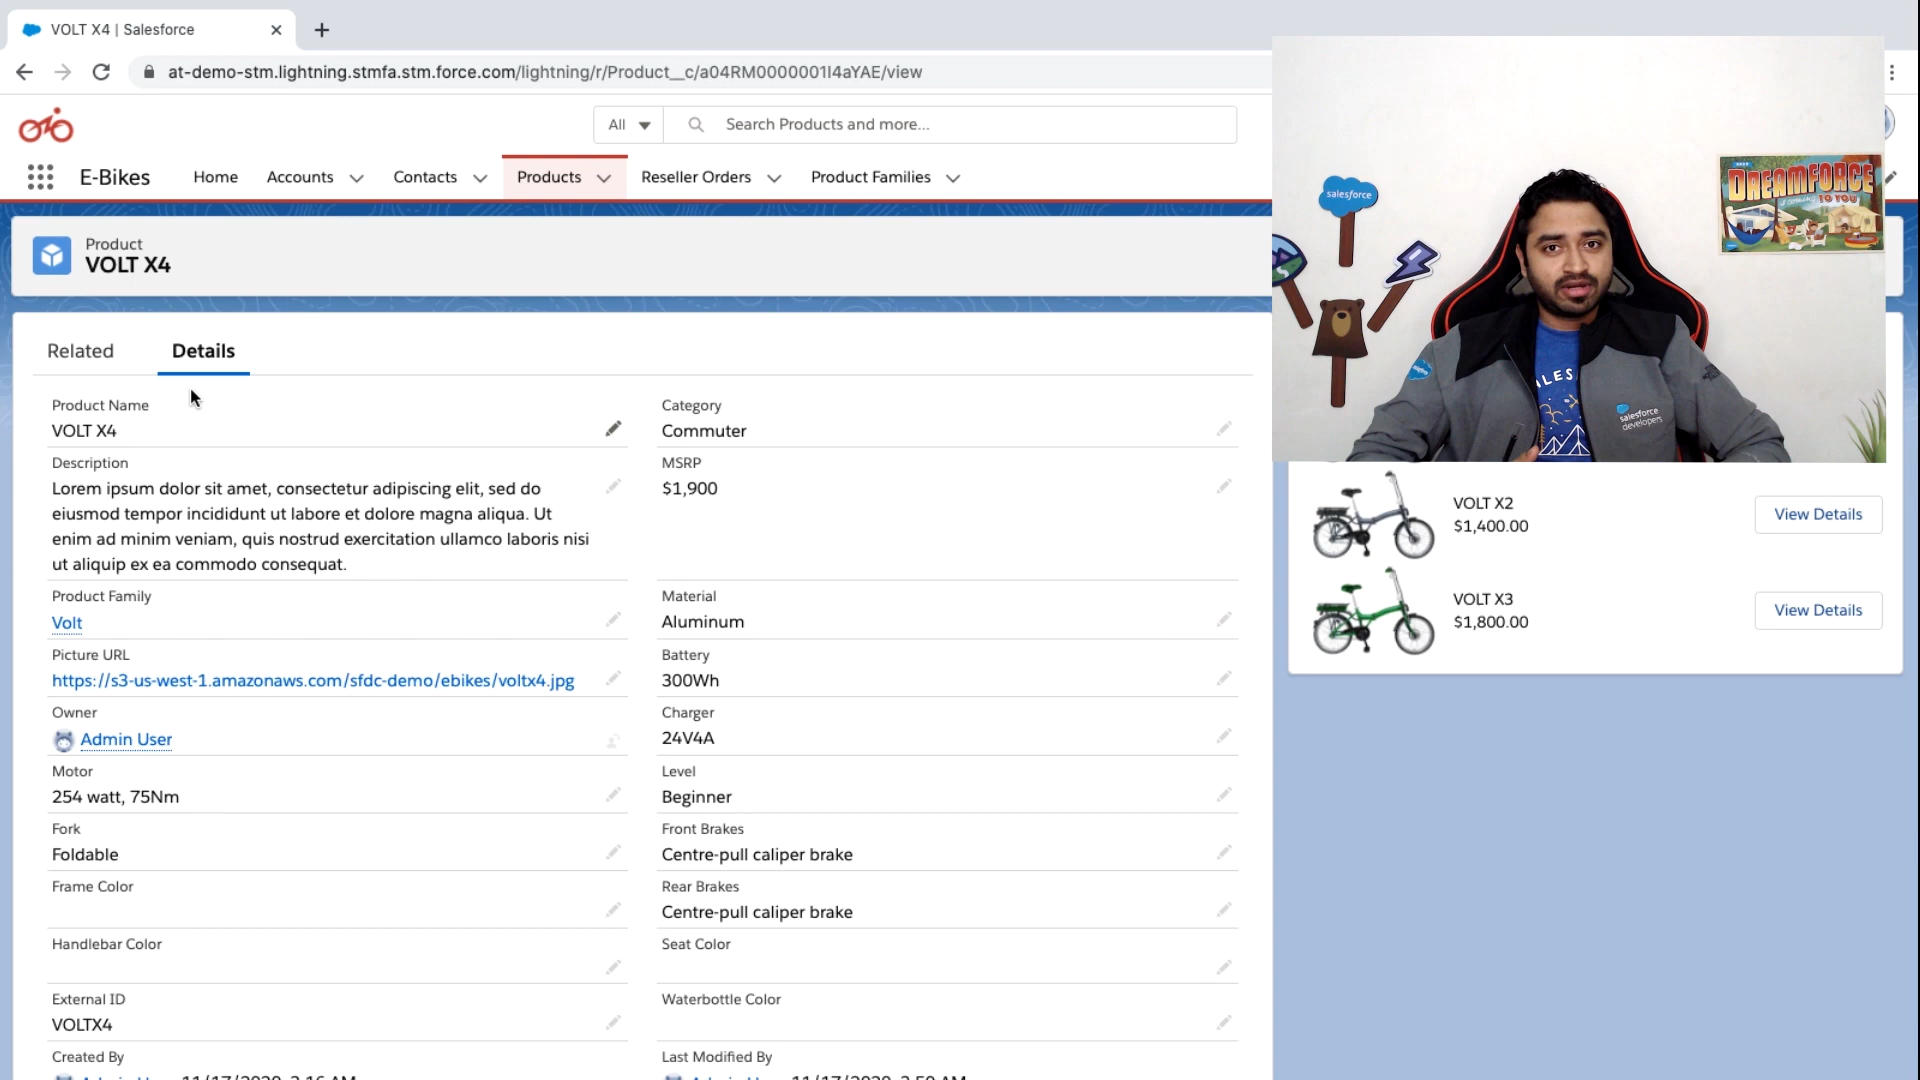 VOLT X4 | Salesforce
at-demo-stm.lightning.stmfa.stm.force.com/lightning/r/Product__c/a04RM0000001I4aYAE/view
All
Search Products and more...
E-Bikes
Home
Accounts
Contacts
Products
Reseller Orders
Product Families
Product
VOLT X4
Related
Details
Product Name
VOLT X4
Category
Commuter
Description
Lorem ipsum dolor sit amet, consectetur adipiscing elit, sed do
eiusmod tempor incididunt ut labore et dolore magna aliqua. Ut
enim ad minim veniam, quis nostrud exercitation ullamco laboris nisi
ut aliquip ex ea commodo consequat.
MSRP
$1,900
Product Family
Volt
Material
Aluminum
Picture URL
https://s3-us-west-1.amazonaws.com/sfdc-demo/ebikes/voltx4.jpg
Battery
300Wh
Owner
Admin User
Charger
24V4A
Motor
254 watt, 75Nm
Level
Beginner
Fork
Foldable
Front Brakes
Centre-pull caliper brake
Frame Color
Rear Brakes
Centre-pull caliper brake
Handlebar Color
Seat Color
External ID
VOLTX4
Waterbottle Color
Created By
Last Modified By
salesforce
DREAMFORCE
TO YOU
salesforce
developers
VOLT X2
$1,400.00
View Details
VOLT X3
$1,800.00
View Details